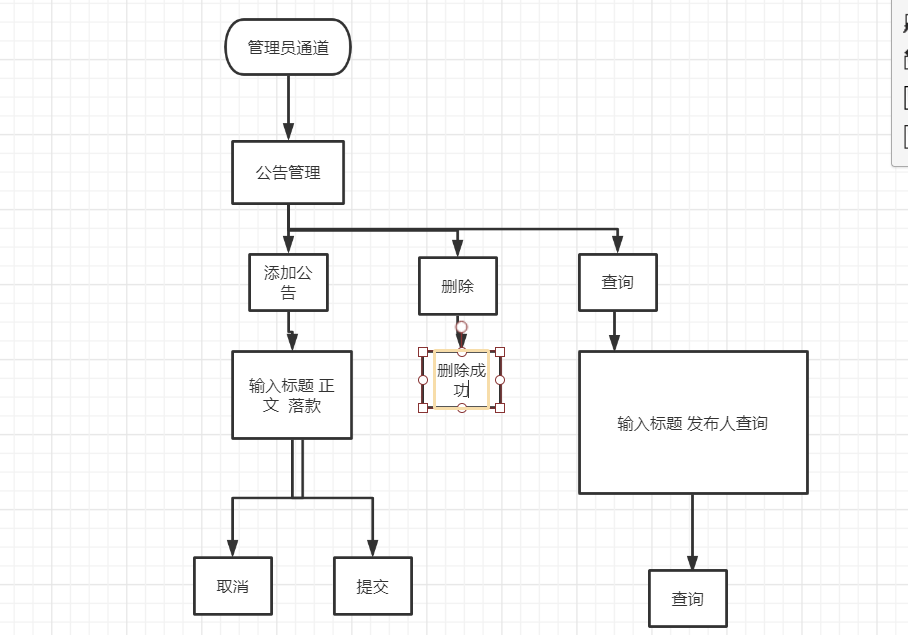 管理员通道
公告管理
添加公
告
删除
查询
删除成
功
输入标题 正
文 落款
输入标题 发布人查询
取消
提交
查询